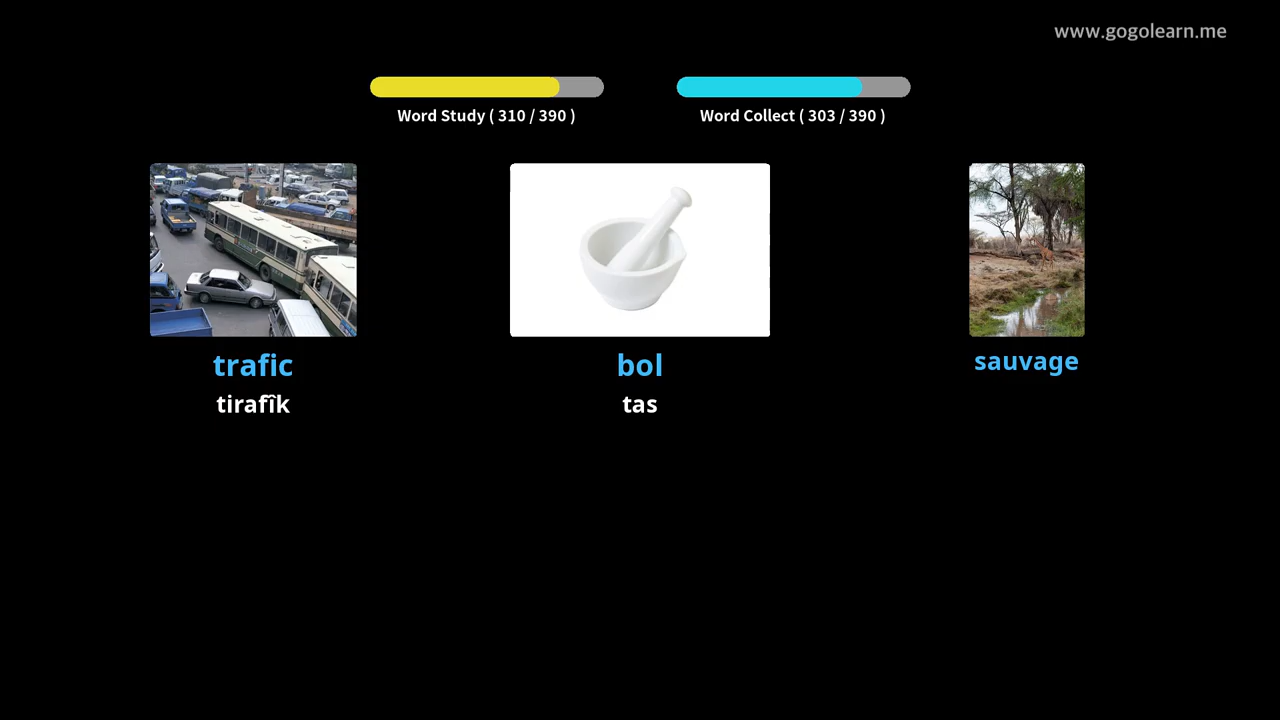 www.gogolearn.me
Word Study ( 310 / 390 )
Word Collect ( 303 / 390 )
trafic
tirafîk
bol
tas
sauvage